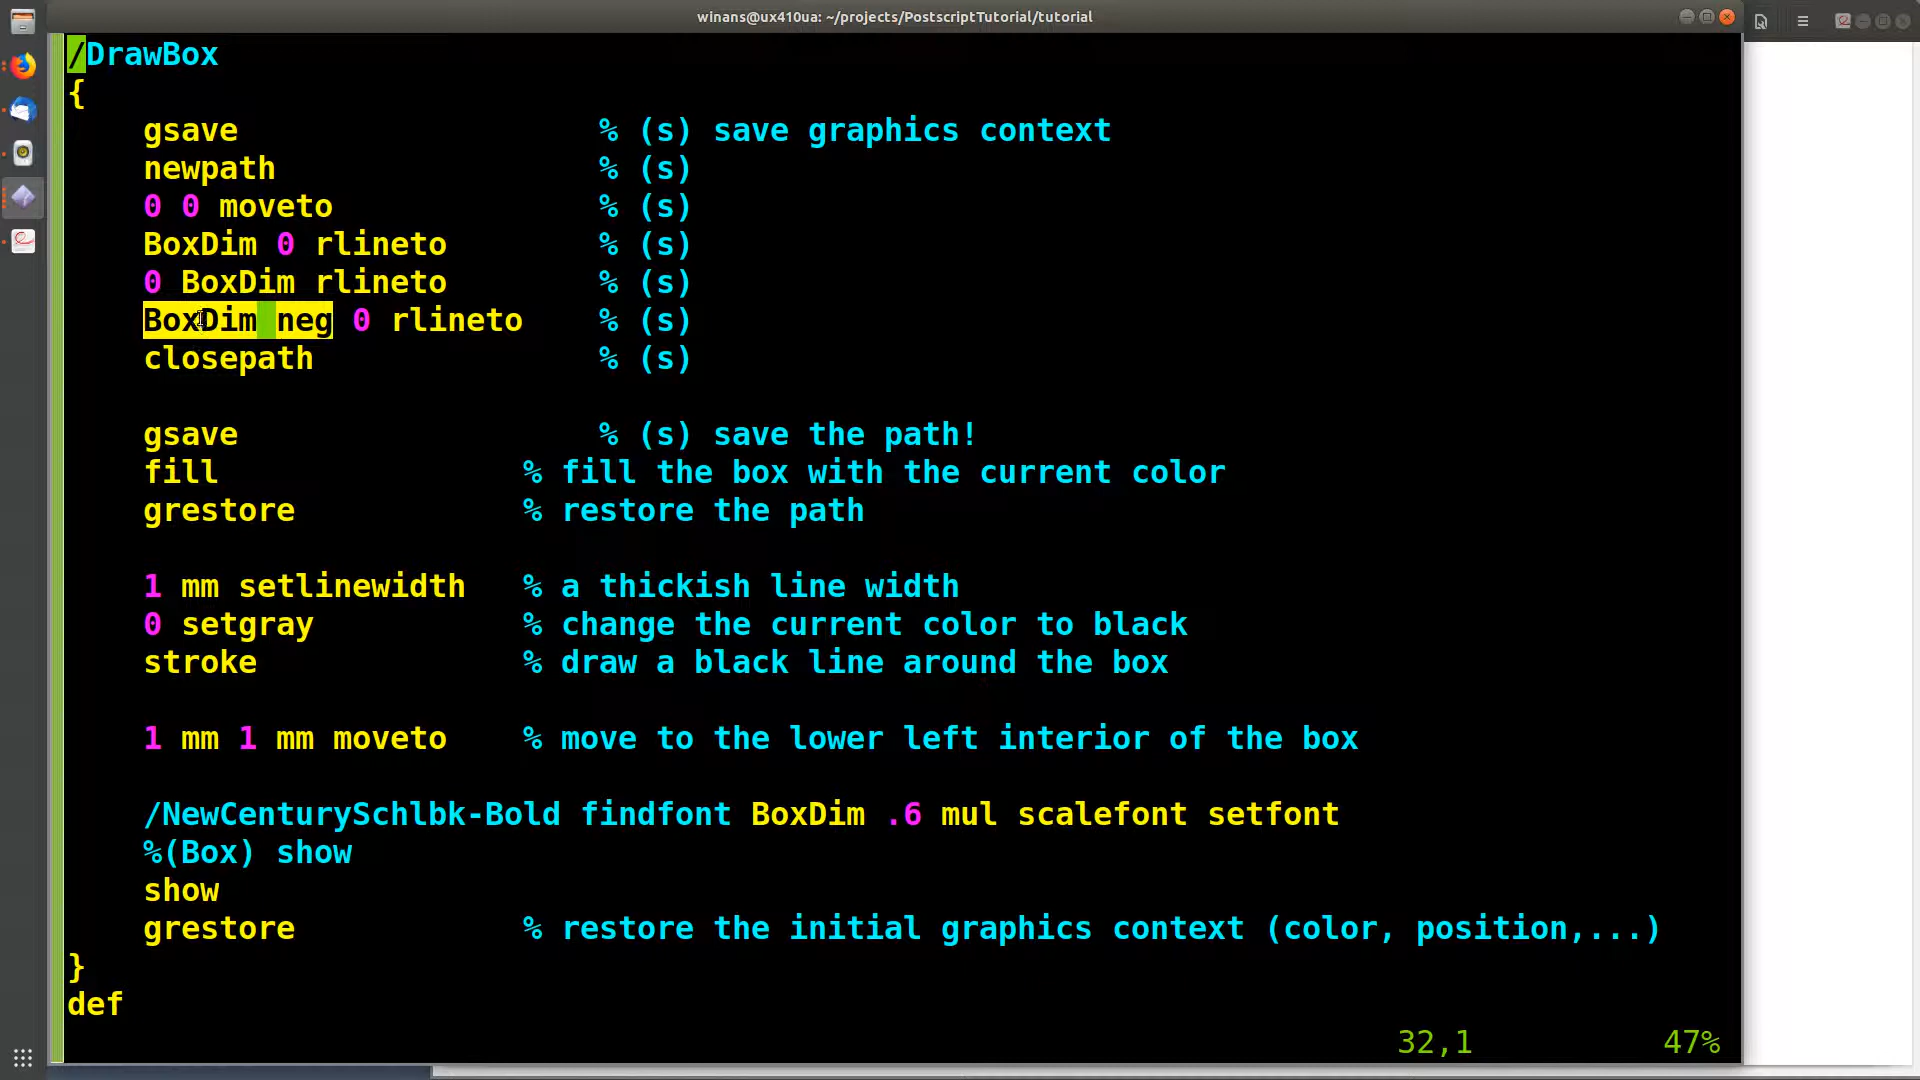 winans@ux410ua: ~/projects/PostscriptTutorial/tutorial
/DrawBox
{
gsave % (s) save graphics context
newpath % (s)
0 0 moveto % (s)
BoxDim 0 rlineto % (s)
0 BoxDim rlineto % (s)
BoxDim neg 0 rlineto % (s)
closepath % (s)
gsave % (s) save the path!
fill % fill the box with the current color
grestore % restore the path
1 mm setlinewidth % a thickish line width
0 setgray % change the current color to black
stroke % draw a black line around the box
1 mm 1 mm moveto % move to the lower left interior of the box
/NewCenturySchlbk-Bold findfont BoxDim .6 mul scalefont setfont
%(Box) show
show
grestore % restore the initial graphics context (color, position,...)
}
def
32,1 47%